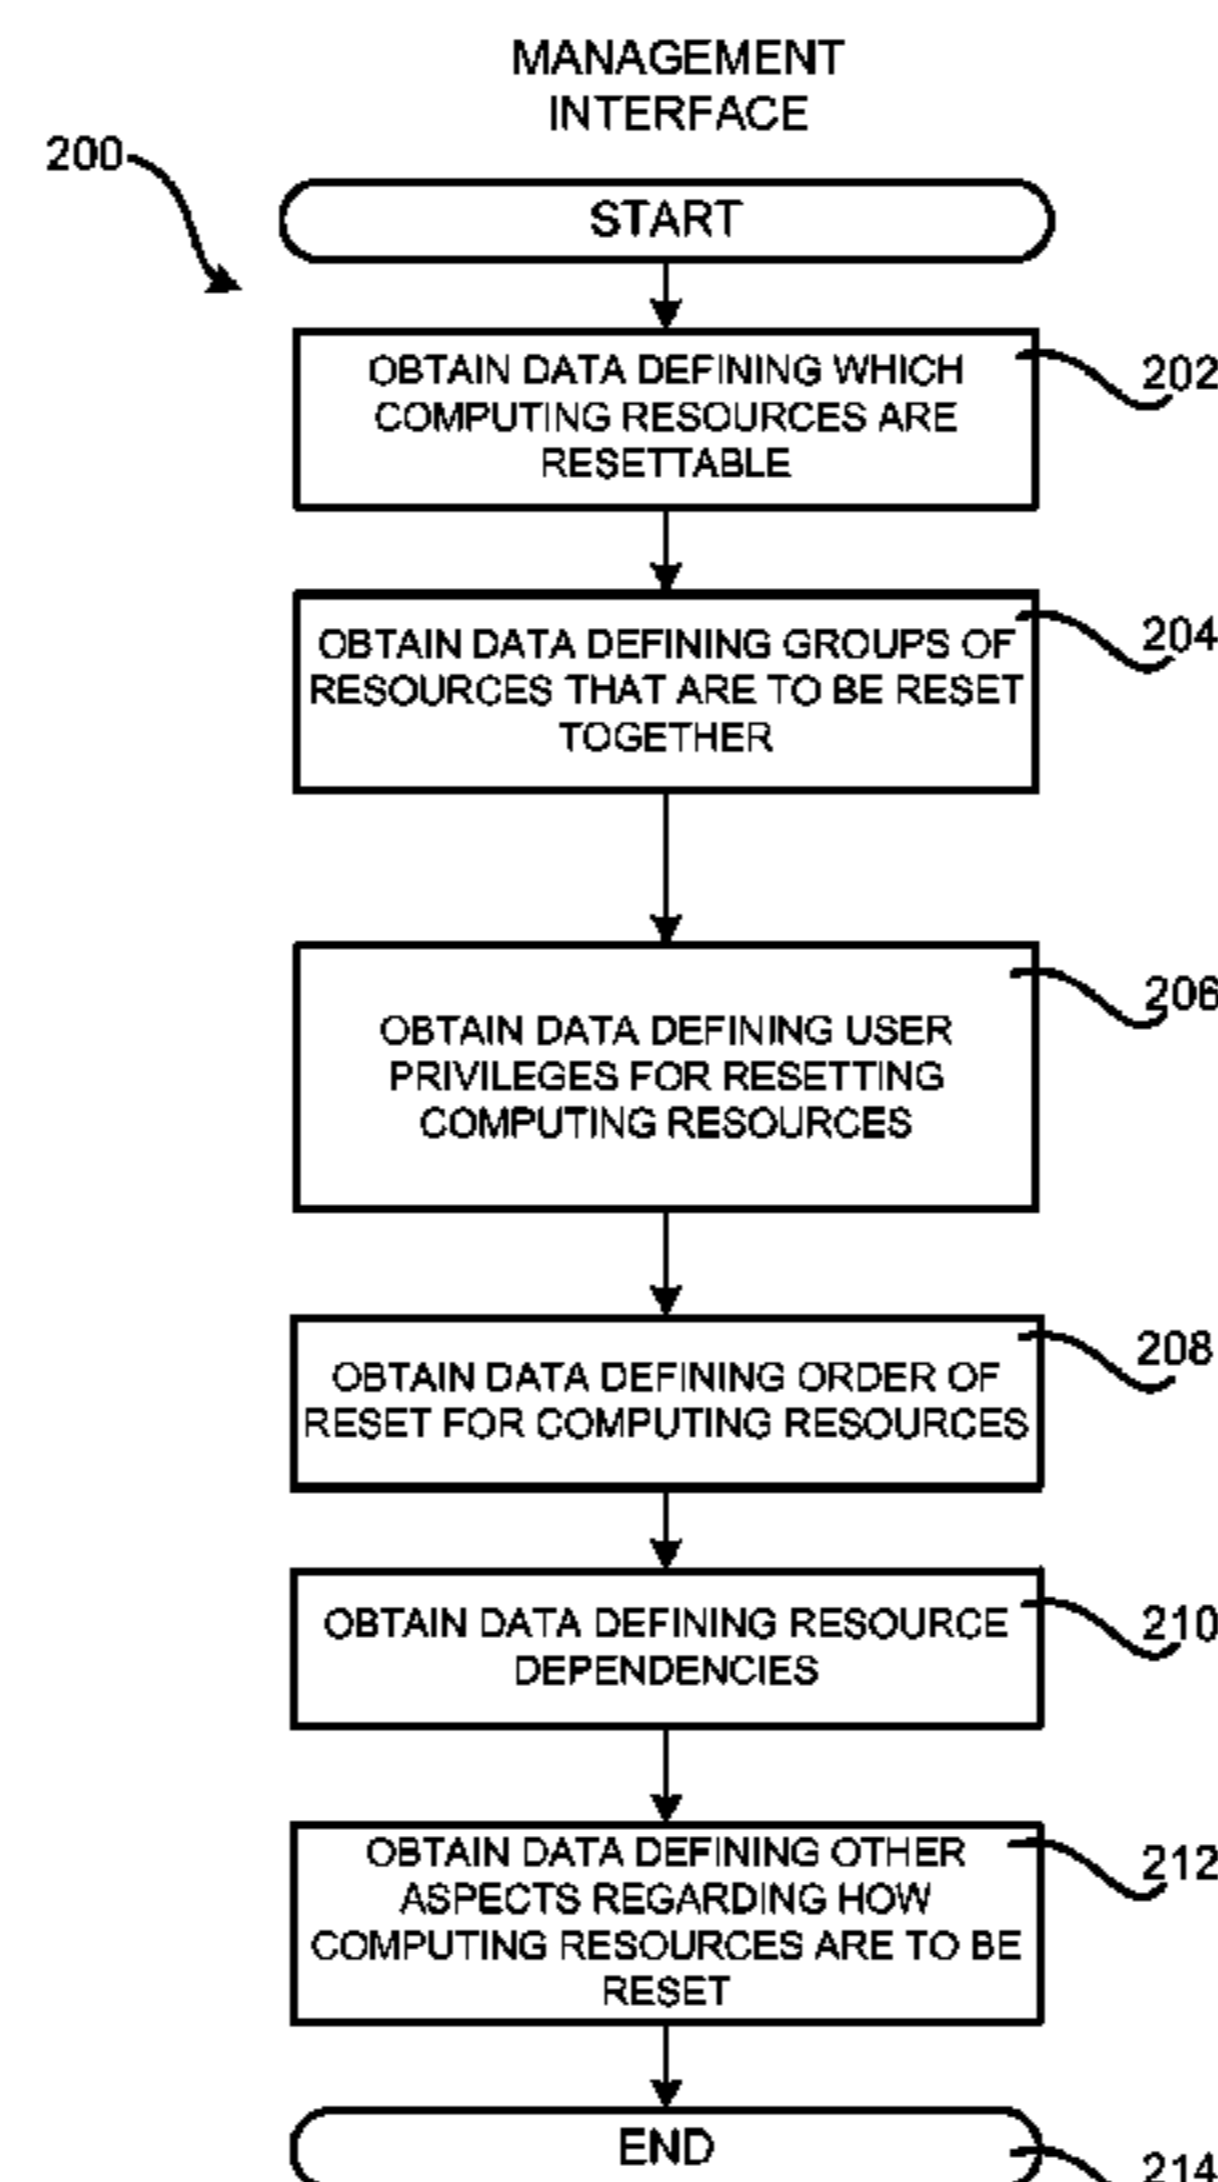 MANAGEMENT
INTERFACE
200
START
OBTAIN DATA DEFINING WHICH
COMPUTING RESOURCES ARE
RESETTABLE
202
OBTAIN DATA DEFINING GROUPS OF
RESOURCES THAT ARE TO BE RESET
TOGETHER
204
OBTAIN DATA DEFINING USER
PRIVILEGES FOR RESETTING
COMPUTING RESOURCES
206
OBTAIN DATA DEFINING ORDER OF
RESET FOR COMPUTING RESOURCES
208
OBTAIN DATA DEFINING RESOURCE
DEPENDENCIES
210
OBTAIN DATA DEFINING OTHER
ASPECTS REGARDING HOW
COMPUTING RESOURCES ARE TO BE
RESET
212
END
214